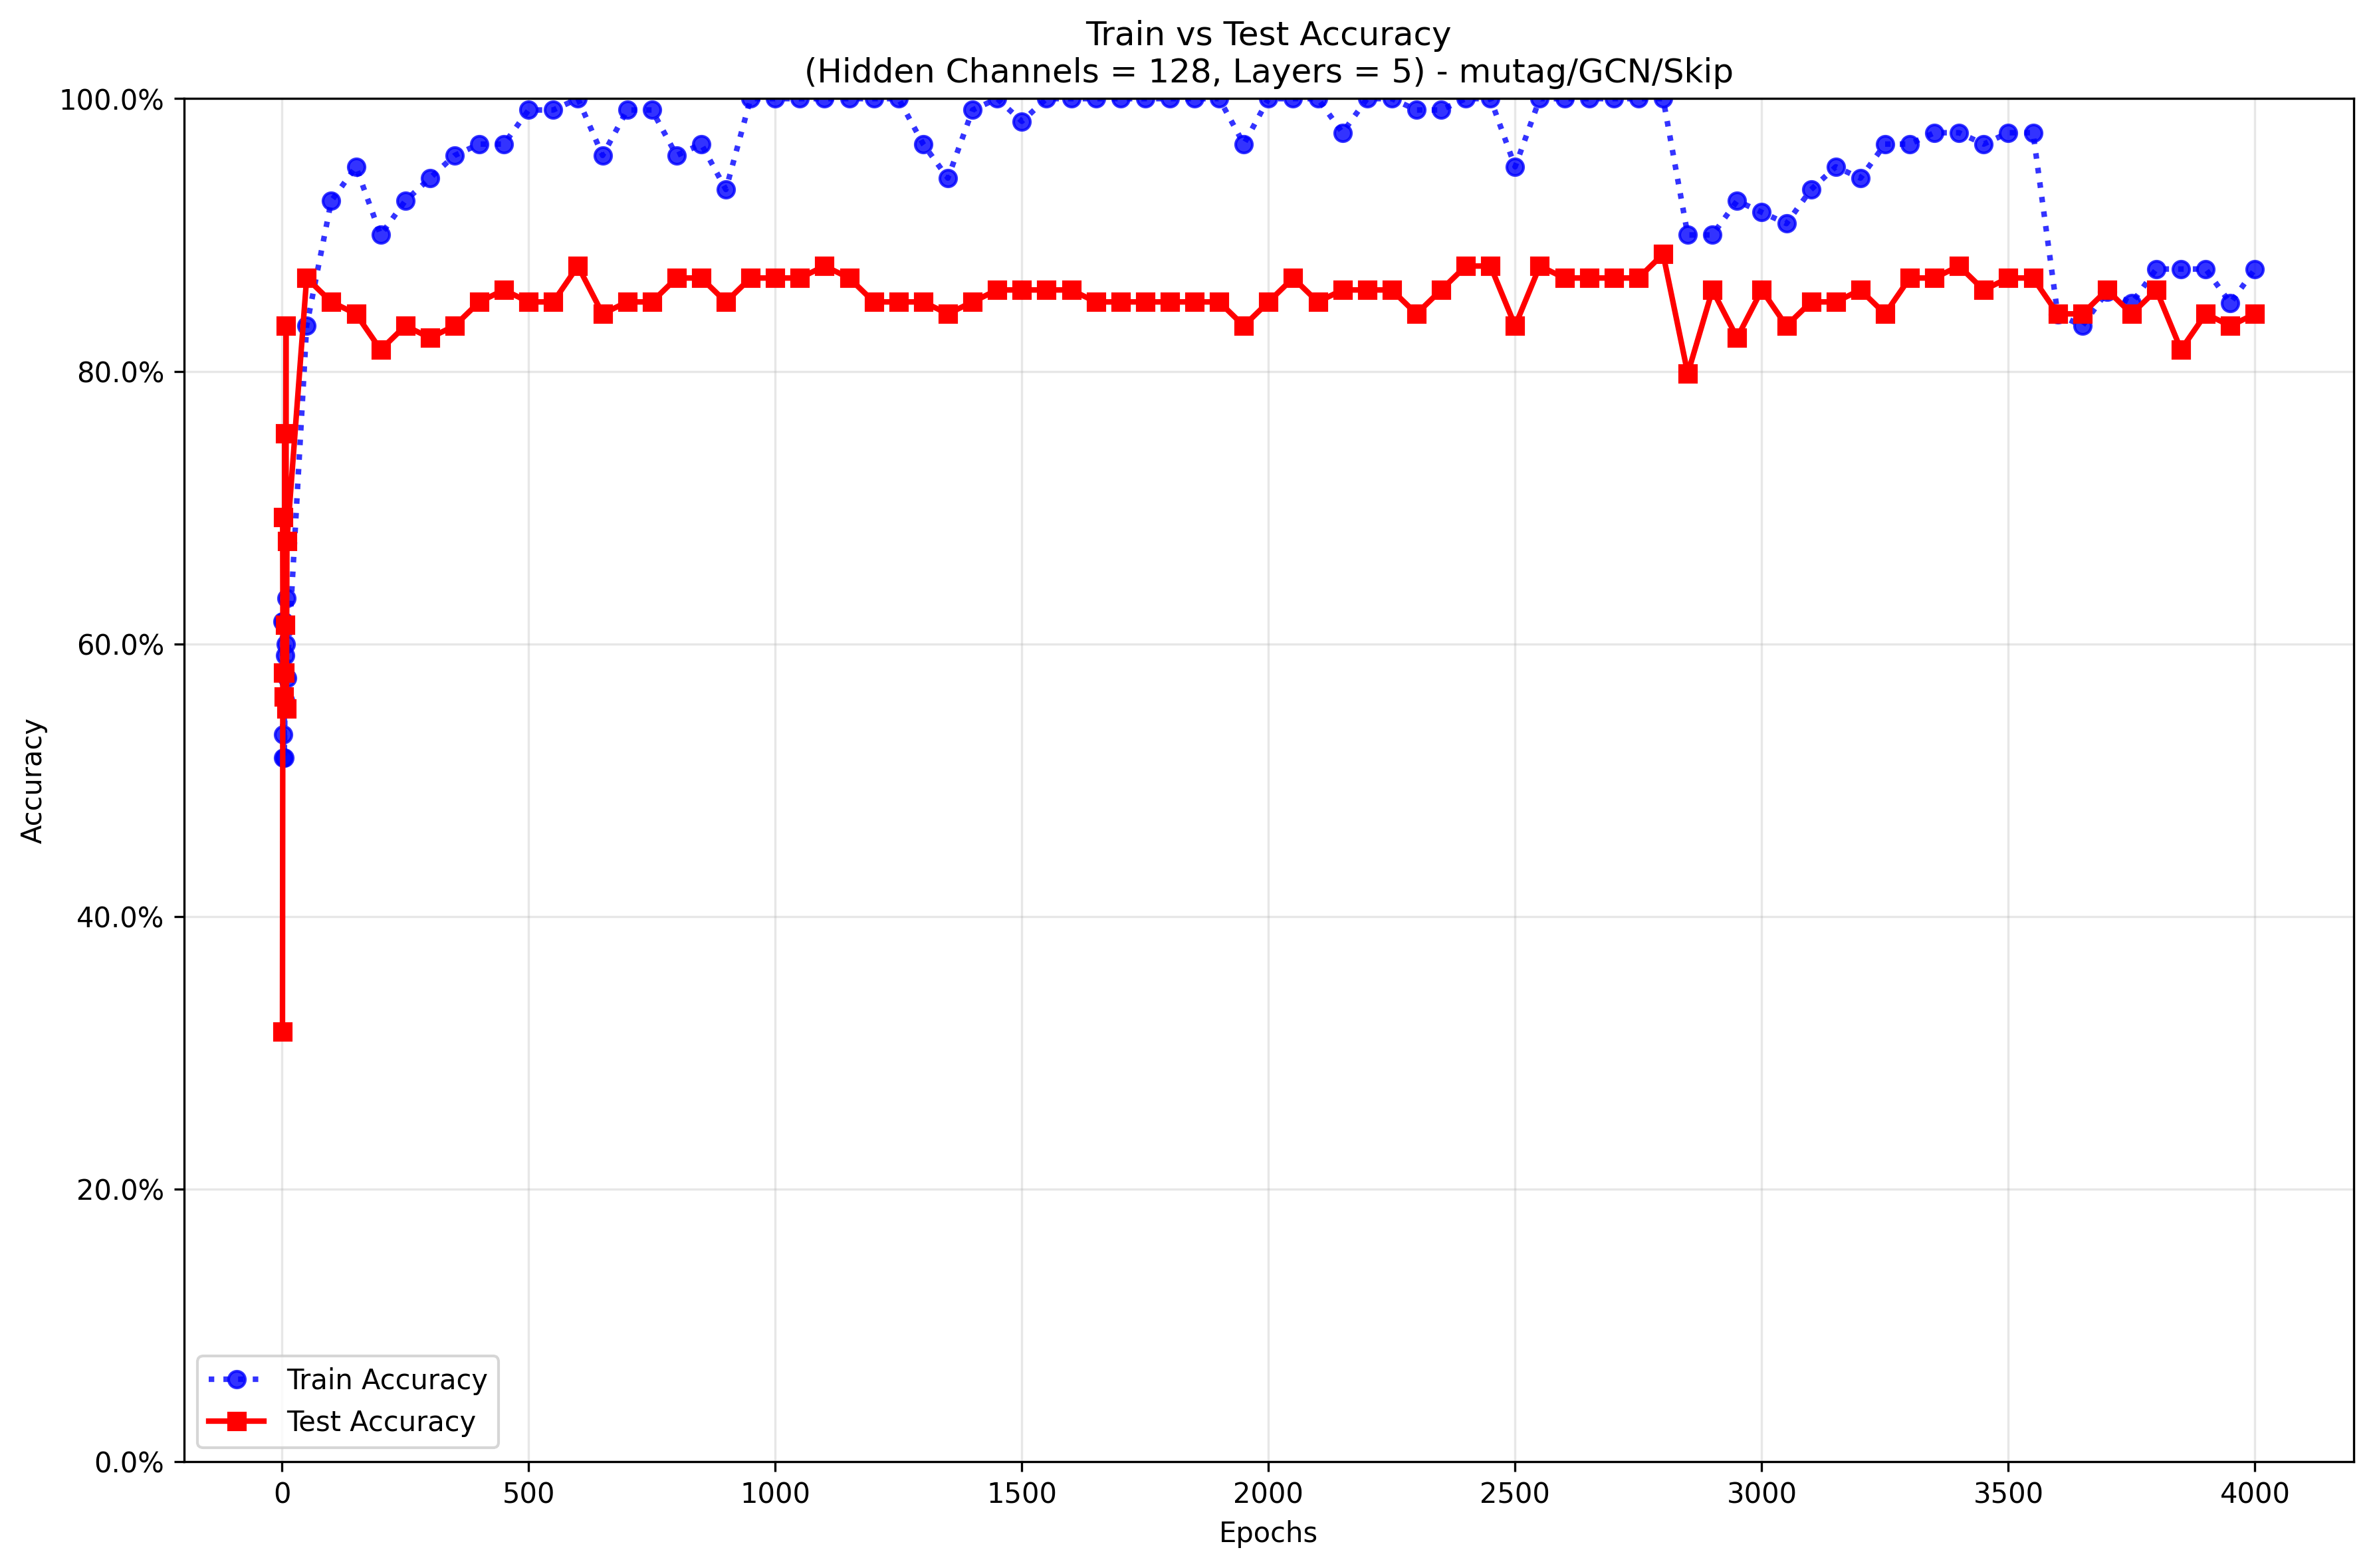 Train vs Test Accuracy
(Hidden Channels = 128, Layers = 5) - mutag/GCN/Skip
100.0%
80.0%
60.0%
40.0%
20.0%
0.0%
Accuracy
Train Accuracy
Test Accuracy
0 500 1000 1500 2000 2500 3000 3500 4000
Epochs